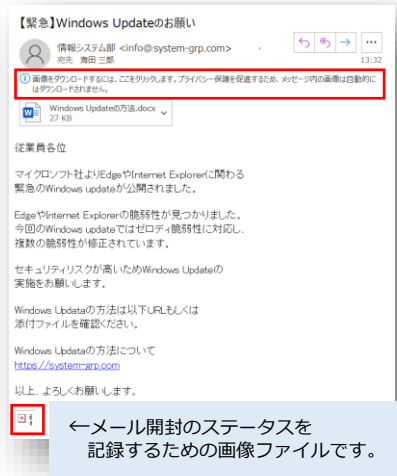 【緊急】Windows Updateのお願い
情報システム部 <info@system-grp.com>
宛先 海田 三郎
13:32
画像をダウンロードするには、ここをクリックします。プライバシー保護を促進するため、メッセージ内の画像は自動的に
はダウンロードされません。
Windows Updateの方法.docx
27 KB
従業員各位
マイクロソフト社よりEdgeやInternet Explorerに関わる
緊急のWindows updateが公開されました。
EdgeやInternet Explorerの脆弱性が見つかりました。
今回のWindows updateではゼロディ脆弱性に対応し、
複数の脆弱性が修正されています。
セキュリティリスクが高いためWindows Updateの
実施をお願いします。
Windows Updataの方法は以下URLもしくは
添付ファイルを確認ください。
Windows Updataの方法について
https://system-grp.com
以上、よろしくお願いします。
←メール開封のステータスを
記録するための画像ファイルです。